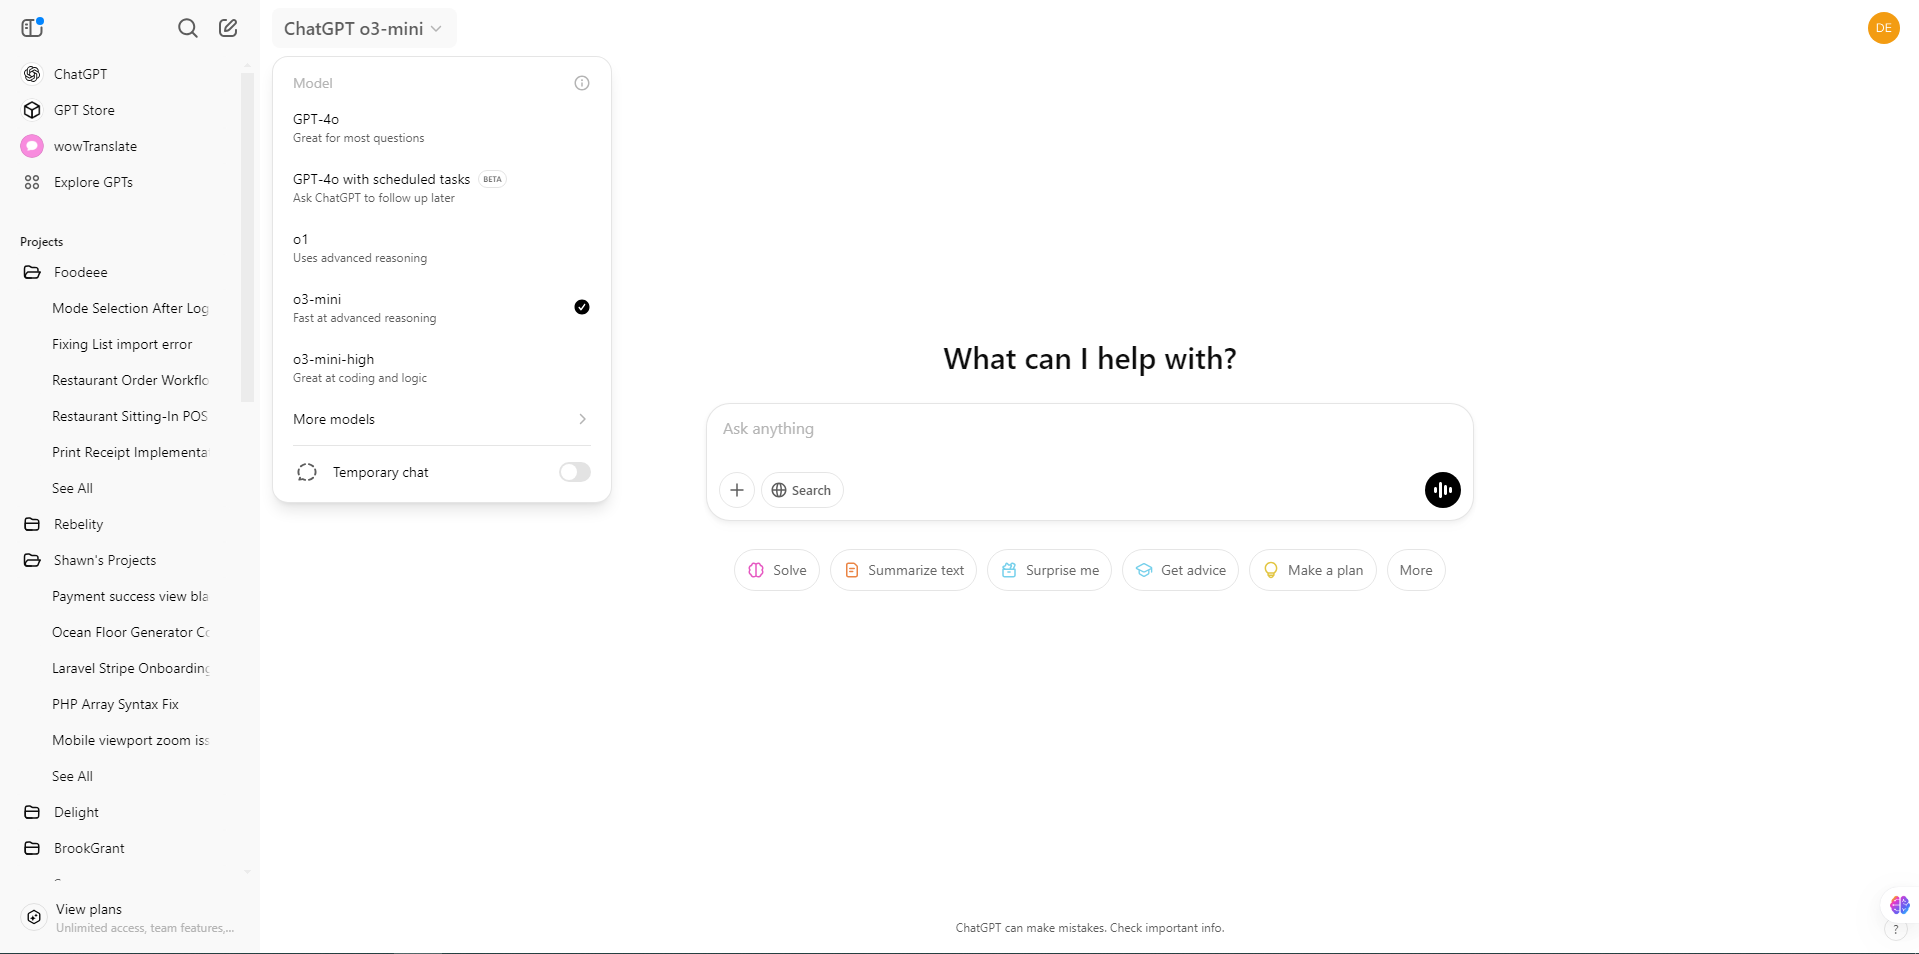 ChatGPT
GPT Store
wowTranslate
Explore GPTs
Projects
Foodeee
Mode Selection After Log
Fixing List import error
Restaurant Order Workflo
Restaurant Sitting-In POS
Print Receipt Implementa
See All
Rebelity
Shawn's Projects
Payment success view bla
Ocean Floor Generator Co
Laravel Stripe Onboarding
PHP Array Syntax Fix
Mobile viewport zoom iss
See All
Delight
BrookGrant
View plans
Unlimited access, team features,...
ChatGPT o3-mini
Model
GPT-4o
Great for most questions
GPT-4o with scheduled tasks BETA
Ask ChatGPT to follow up later
o1
Uses advanced reasoning
o3-mini
Fast at advanced reasoning
o3-mini-high
Great at coding and logic
More models
Temporary chat
DE
What can I help with?
Ask anything
Search
Solve
Summarize text
Surprise me
Get advice
Make a plan
More
ChatGPT can make mistakes. Check important info.
?